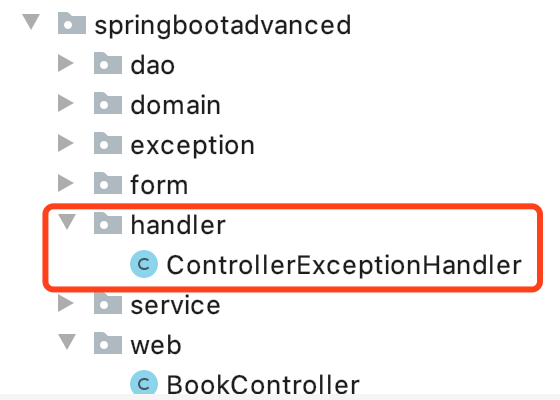 springbootadvanced
dao
domain
exception
form
handler
C ControllerExceptionHandler
service
web
C BookController